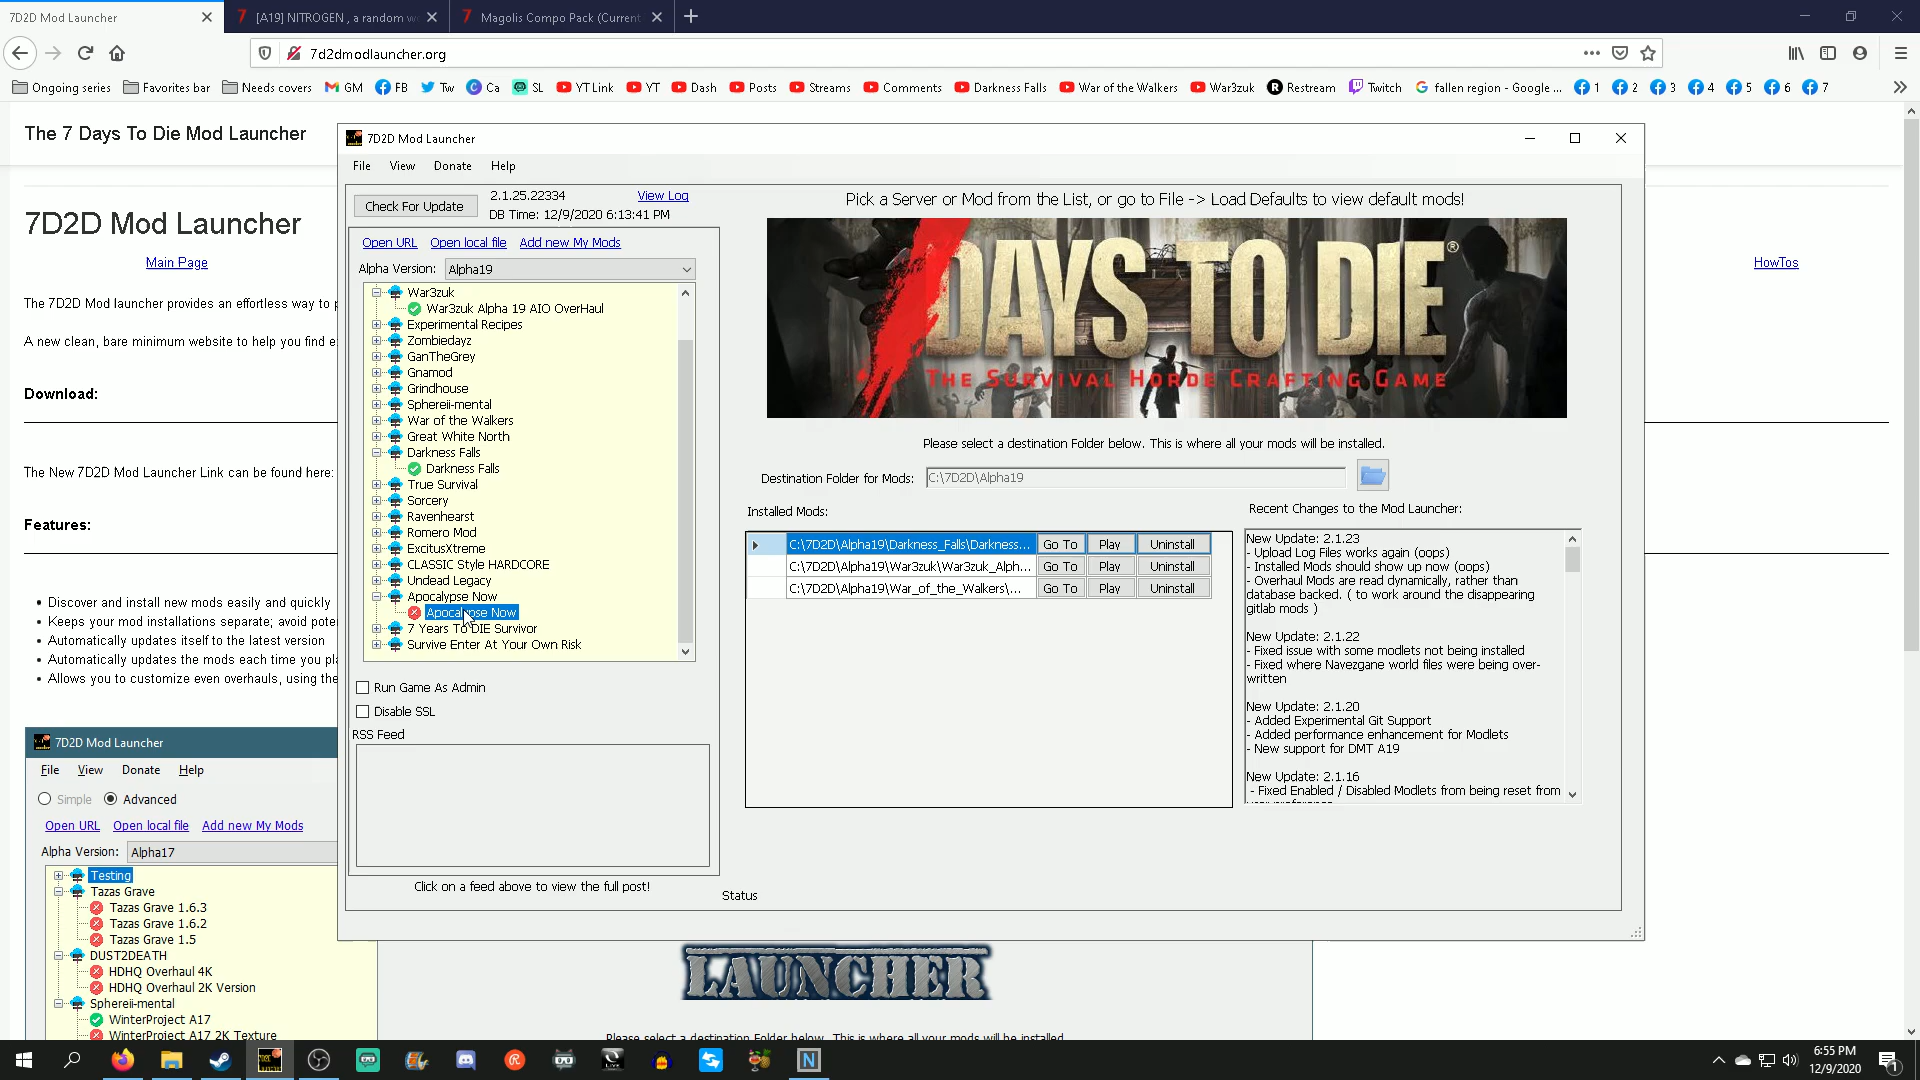 7D2D Mod Launcher
[A19] NITROGEN , a random w
Magolis Compo Pack (Current
7d2dmodlauncher.org
Ongoing series
Favorites bar
Needs covers
GM
FB
Tw
Ca
SL
YT Link
YT
Dash
Posts
Streams
Comments
Darkness Falls
War of the Walkers
War3zuk
Restream
Twitch
fallen region - Google ...
1
2
3
4
5
6
7
The 7 Days To Die Mod Launcher
7D2D Mod Launcher
Main Page
HowTos
The 7D2D Mod launcher provides an effortless way to
A new clean, bare minimum website to help you find
Download:
The New 7D2D Mod Launcher Link can be found here:
Features:
• Discover and install new mods easily and quickly
• Keeps your mod installations separate; avoid
• Automatically updates itself to the latest version
• Automatically updates the mods each time you
• Allows you to customize even overhauls, using the
7D2D Mod Launcher
File View Donate Help
Check For Update
2.1.25.22334
View Log
DB Time: 12/9/2020 6:13:41 PM
Open URL Open local file Add new My Mods
Alpha Version: Alpha19
War3zuk
War3zuk Alpha 19 AIO OverHaul
Experimental Recipes
Zombiedayz
GanTheGrey
Gnamod
Grindhouse
Sphereii-mental
War of the Walkers
Great White North
Darkness Falls
Darkness Falls
True Survival
Sorcery
Ravenhearst
Romero Mod
ExcitusXtreme
CLASSIC Style HARDCORE
Undead Legacy
Apocalypse Now
Apocalypse Now
7 Years To DIE Survivor
Survive Enter At Your Own Risk
Run Game As Admin
Disable SSL
RSS Feed
Click on a feed above to view the full post!
Status
Pick a Server or Mod from the List, or go to File -> Load Defaults to view default mods!
7 DAYS TO DIE®
THE SURVIVAL HORDE CRAFTING GAME
Please select a destination Folder below. This is where all your mods will be installed.
Destination Folder for Mods: C:\7D2D\Alpha19
Installed Mods:
C:\7D2D\Alpha19\Darkness_Falls\Darkness... Go To Play Uninstall
C:\7D2D\Alpha19\War3zuk\War3zuk_Alph... Go To Play Uninstall
C:\7D2D\Alpha19\War_of_the_Walkers\... Go To Play Uninstall
Recent Changes to the Mod Launcher:
New Update: 2.1.23
- Upload Log Files works again (oops)
- Installed Mods should show up now (oops)
- Overhaul Mods are read dynamically, rather than
database backed. ( to work around the disappearing
gitlab mods )
New Update: 2.1.22
- Fixed issue with some modlets not being installed
- Fixed where Navezgane world files were being over-
written
New Update: 2.1.20
- Added Experimental Git Support
- Added performance enhancement for Modlets
- New support for DMT A19
New Update: 2.1.16
- Fixed Enabled / Disabled Modlets from being reset from
7D2D Mod Launcher
File View Donate Help
Simple Advanced
Open URL Open local file Add new My Mods
Alpha Version: Alpha17
Testing
Tazas Grave
Tazas Grave 1.6.3
Tazas Grave 1.6.2
Tazas Grave 1.5
DUST2DEATH
HDHQ Overhaul 4K
HDHQ Overhaul 2K Version
Sphereii-mental
WinterProject A17
WinterProject A17 2K Texture
LAUNCHER
Please select a destination Folder below. This is where all your mods will be installed
6:55 PM
12/9/2020
1